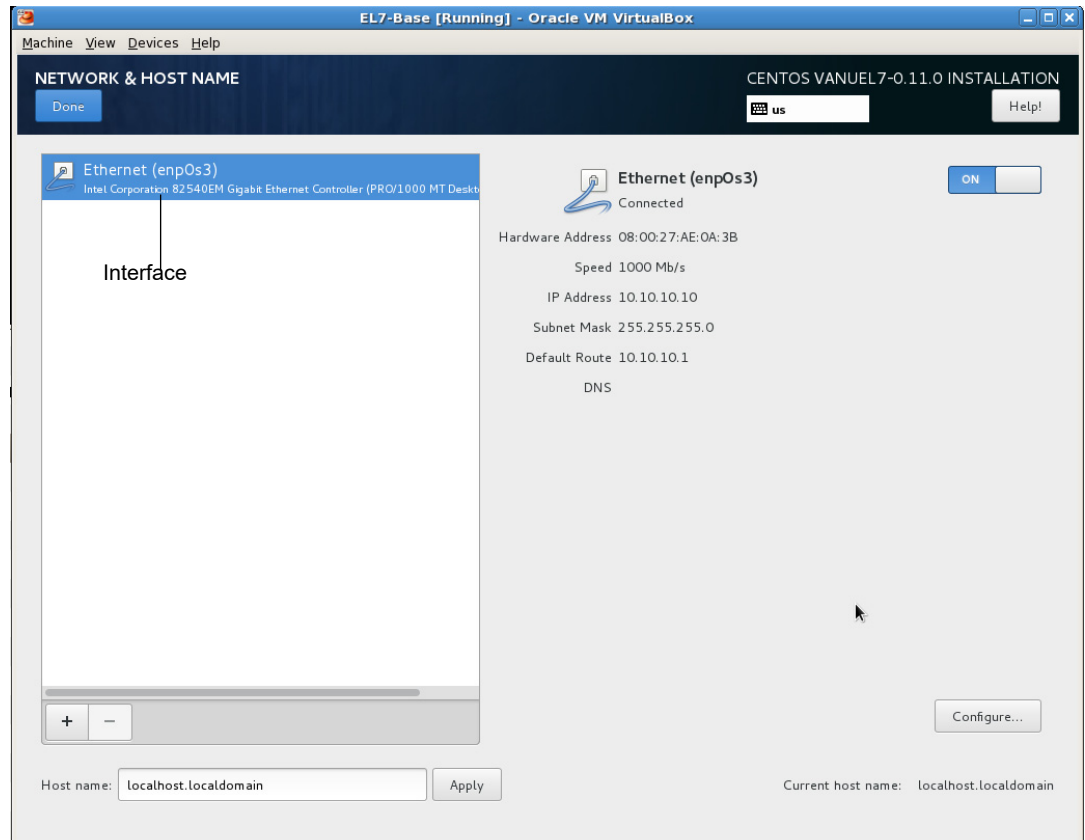 EL7-Base [Running] - Oracle VM VirtualBox
Machine View Devices Help
NETWORK & HOST NAME
CENTOS VANUEL7-0.11.0 INSTALLATION
Done
us
Help!
Ethernet (enp0s3)
Intel Corporation 82540EM Gigabit Ethernet Controller (PRO/1000 MT Deskt
Interface
Ethernet (enp0s3)
ON
Connected
Hardware Address 08:00:27:AE:0A:3B
Speed 1000 Mb/s
IP Address 10.10.10.10
Subnet Mask 255.255.255.0
Default Route 10.10.10.1
DNS
+ −
Configure...
Host name: localhost.localdomain Apply
Current host name: localhost.localdomain